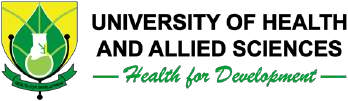 UNIVERSITY OF HEALTH
AND ALLIED SCIENCES
Health for Development